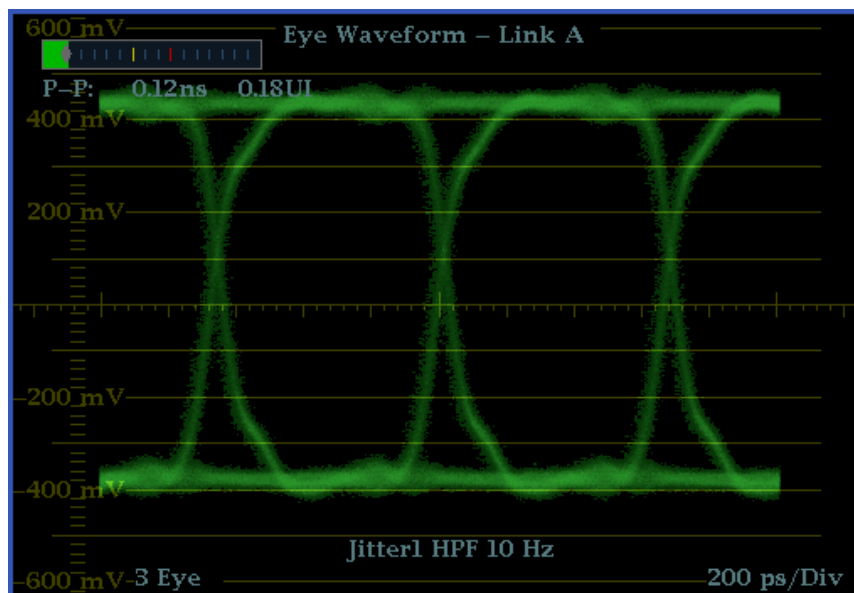 600 mV
Eye Waveform – Link A
P–P: 0.12ns 0.18UI
400 mV
200 mV
–200 mV
–400 mV
Jitter1 HPF 10 Hz
–600 mV
3 Eye
200 ps/Div